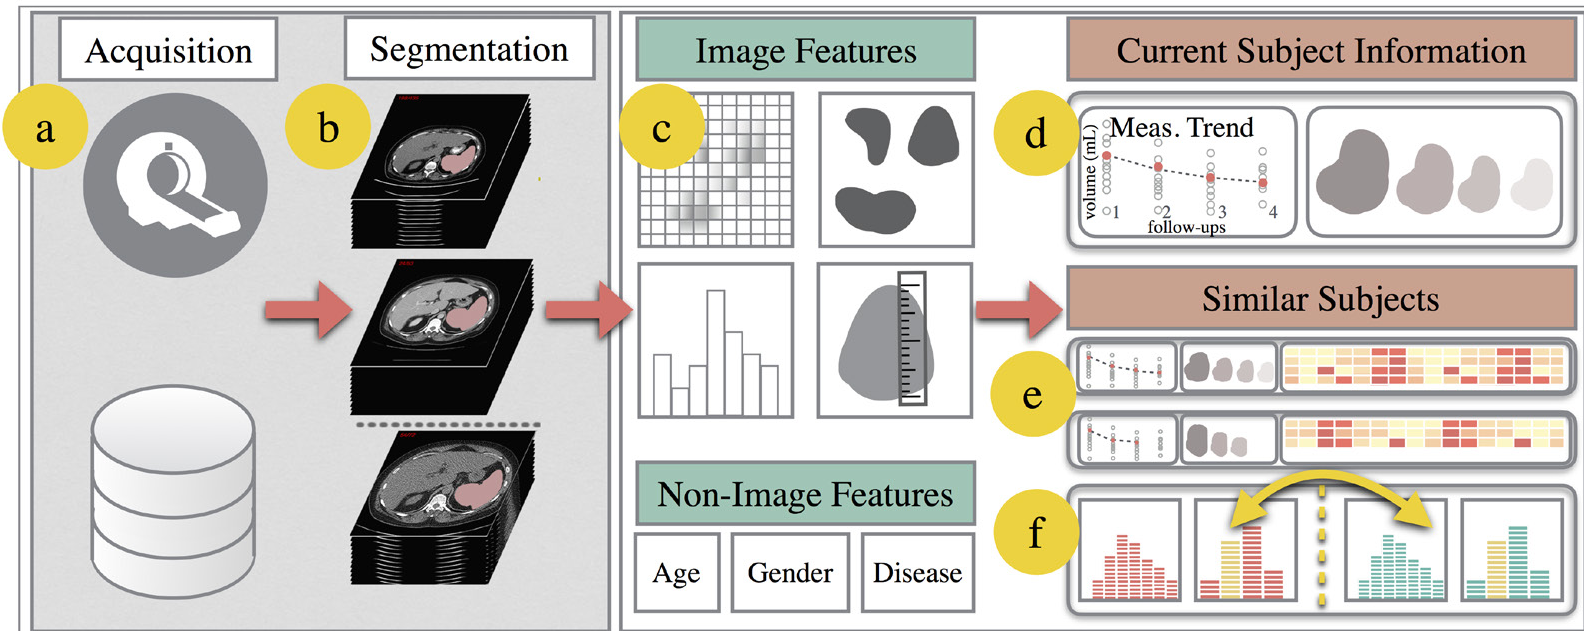 Acquisition
Segmentation
Image Features
Current Subject Information
a
b
c
d
Meas. Trend
volume (mL)
1 2 3 4
follow-ups
Similar Subjects
e
Non-Image Features
f
Age
Gender
Disease